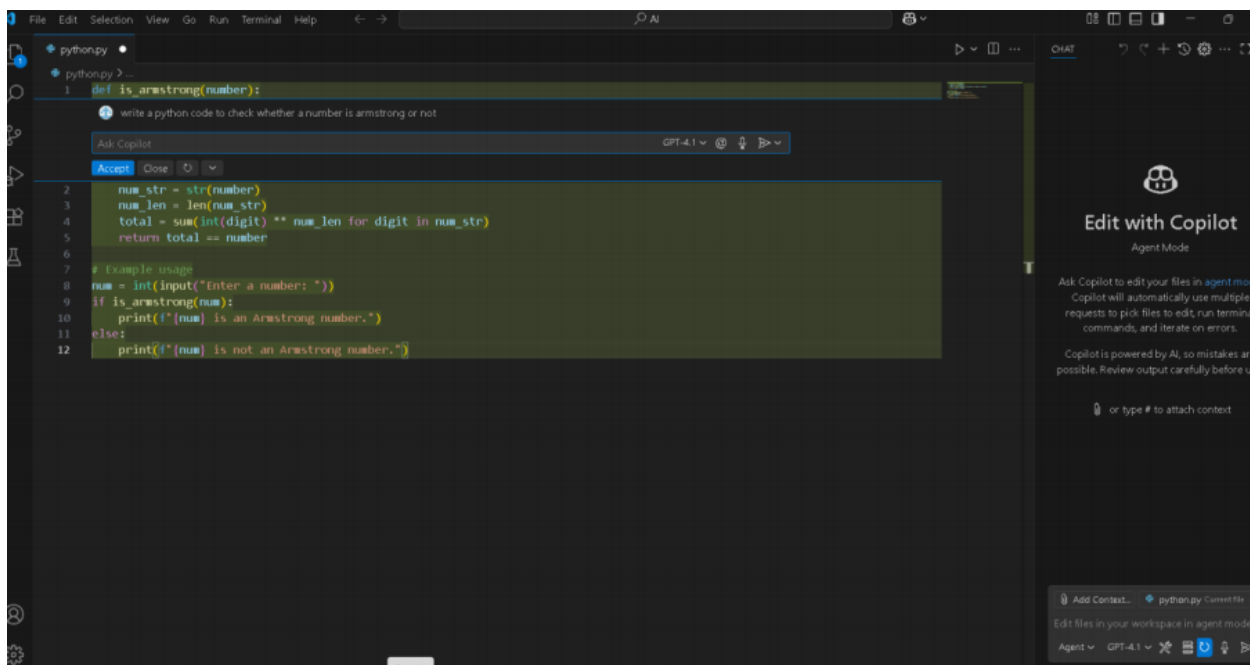 File Edit Selection View Go Run Terminal Help
AI
python.py
python.py > ...
1 def is_armstrong(number):
write a python code to check whether a number is armstrong or not
Ask Copilot
GPT-4.1
Accept Close
2 num_str = str(number)
3 num_len = len(num_str)
4 total = sum(int(digit) ** num_len for digit in num_str)
5 return total == number
6
7 # Example usage
8 num = int(input("Enter a number: "))
9 if is_armstrong(num):
10 print(f"{num} is an Armstrong number.")
11 else:
12 print(f"{num} is not an Armstrong number.")
CHAT
Edit with Copilot
Agent Mode
Ask Copilot to edit your files in agent mo
Copilot will automatically use multiple
requests to pick files to edit, run termina
commands, and iterate on errors.
Copilot is powered by AI, so mistakes ar
possible. Review output carefully before u
or type # to attach context
Add Context... python.py Current file
Edit files in your workspace in agent mode
Agent GPT-4.1
1
T